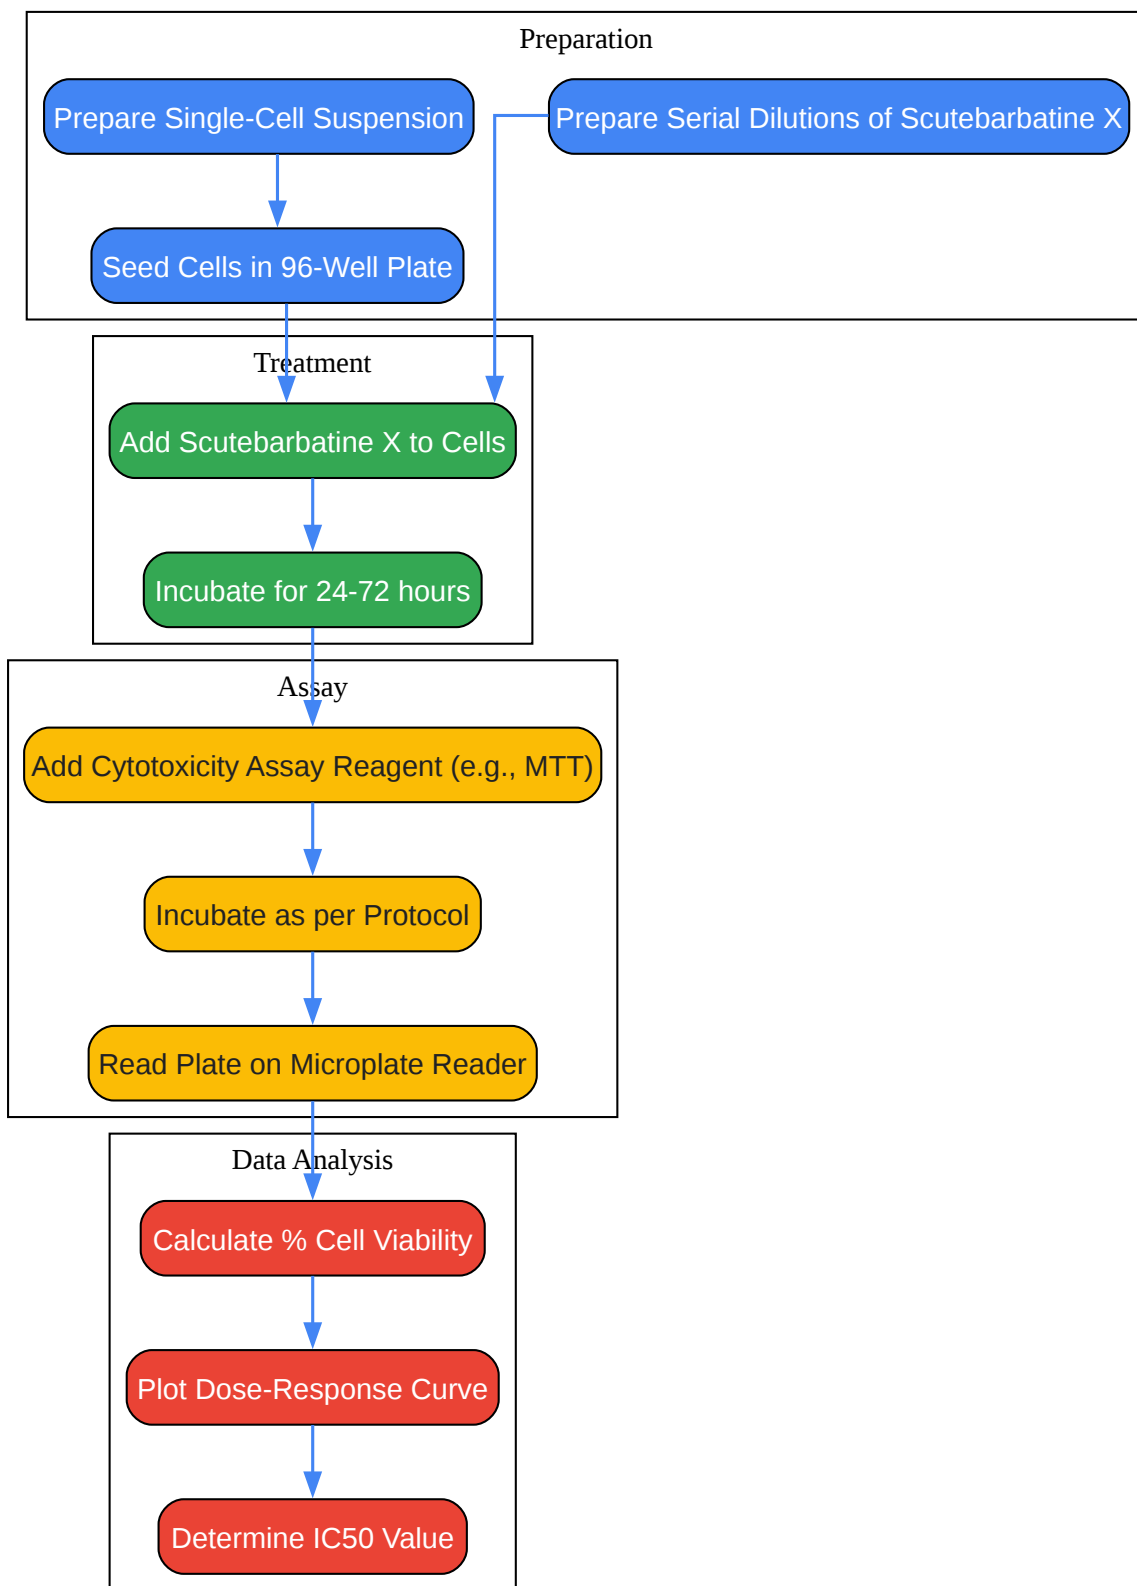 Preparation
Prepare Single-Cell Suspension
Prepare Serial Dilutions of Scutebarbatine X
Seed Cells in 96-Well Plate
Treatment
Add Scutebarbatine X to Cells
Incubate for 24-72 hours
Assay
Add Cytotoxicity Assay Reagent (e.g., MTT)
Incubate as per Protocol
Read Plate on Microplate Reader
Data Analysis
Calculate % Cell Viability
Plot Dose-Response Curve
Determine IC50 Value